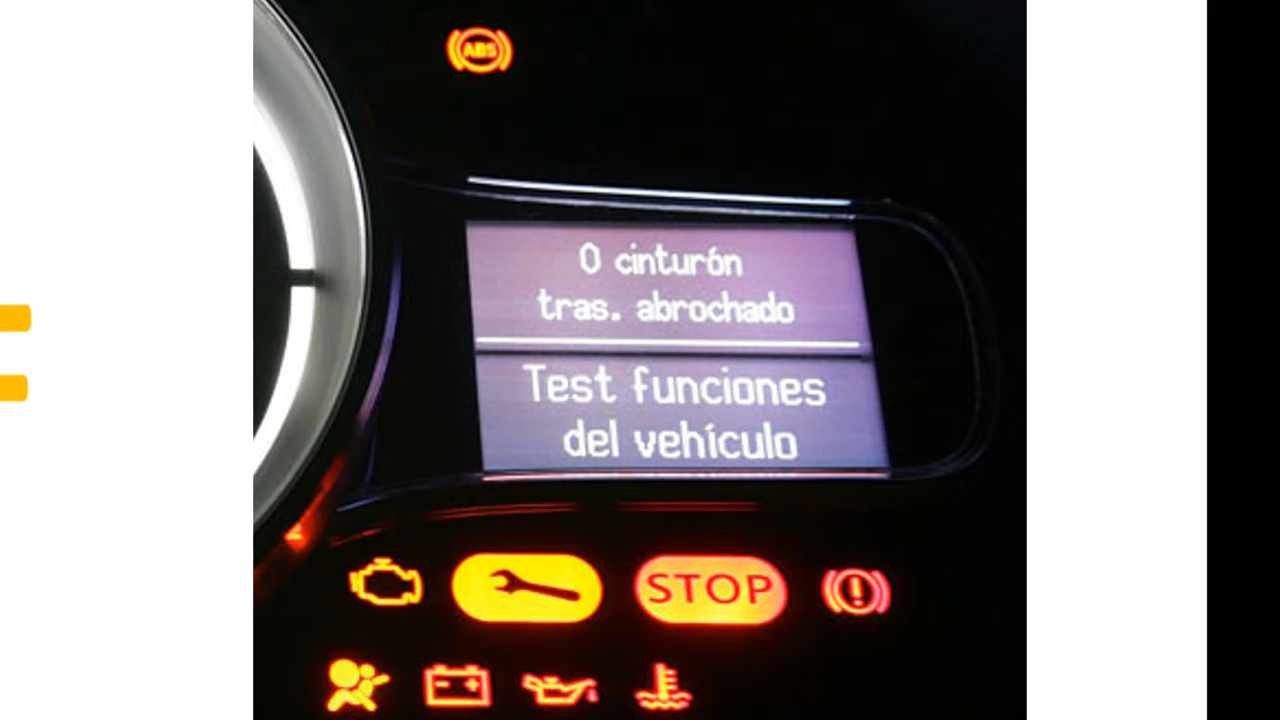 ABS
0 cinturón
tras. abrochado
Test funciones
del vehículo
STOP